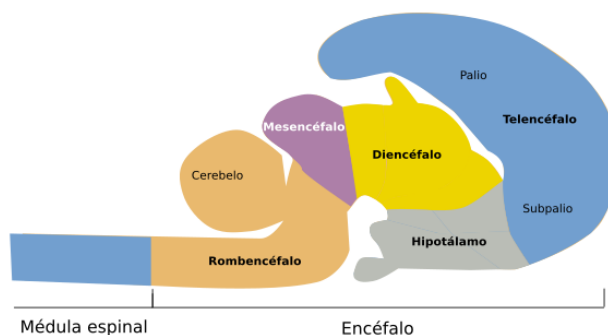 Palio
Telencéfalo
Mesencéfalo
Diencéfalo
Cerebelo
Subpalio
Hipotálamo
Rombencéfalo
Médula espinal
Encéfalo